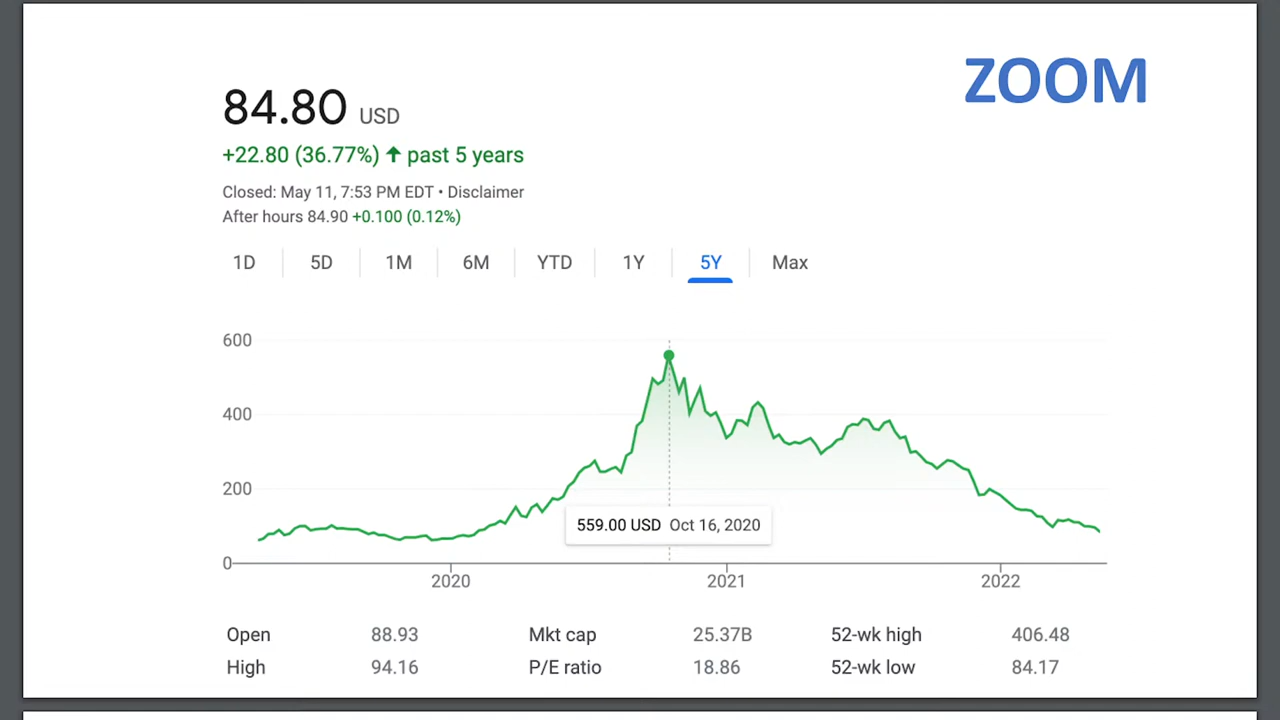 ZOOM
84.80 USD
+22.80 (36.77%) ↑ past 5 years
Closed: May 11, 7:53 PM EDT • Disclaimer
After hours 84.90 +0.100 (0.12%)
1D 5D 1M 6M YTD 1Y 5Y Max
600
400
200
559.00 USD Oct 16, 2020
0
2020 2021 2022
Open 88.93 Mkt cap 25.37B 52-wk high 406.48
High 94.16 P/E ratio 18.86 52-wk low 84.17